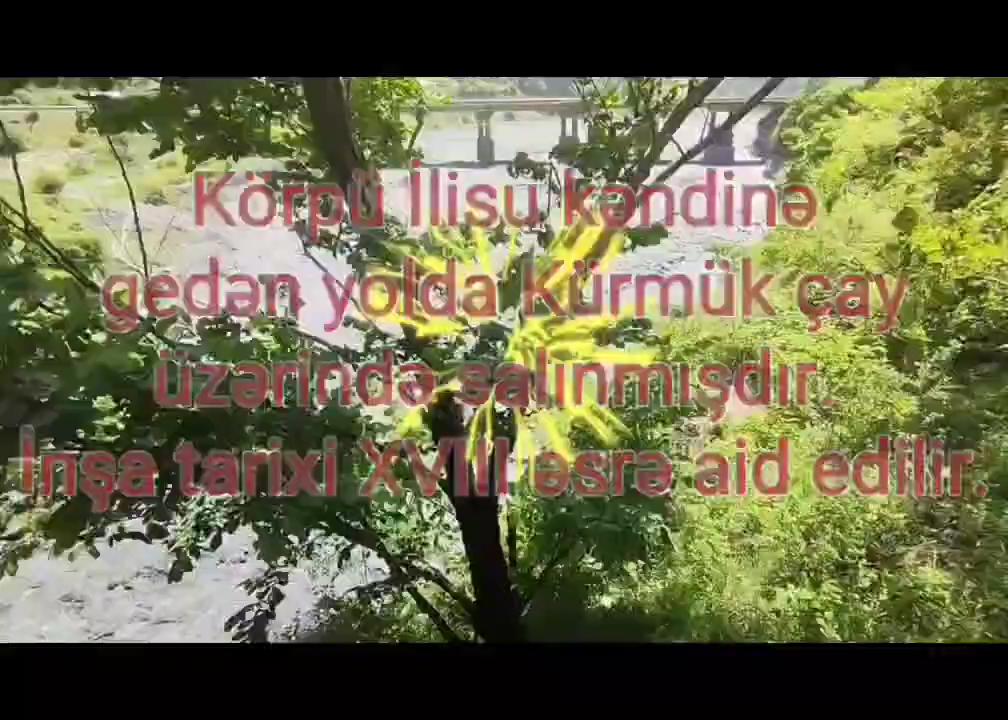 Körpü İlisu kəndinə
gedən yolda Kürmük çay
üzərində salınmışdır.
İnşa tarixi XVIII əsrə aid edilir.